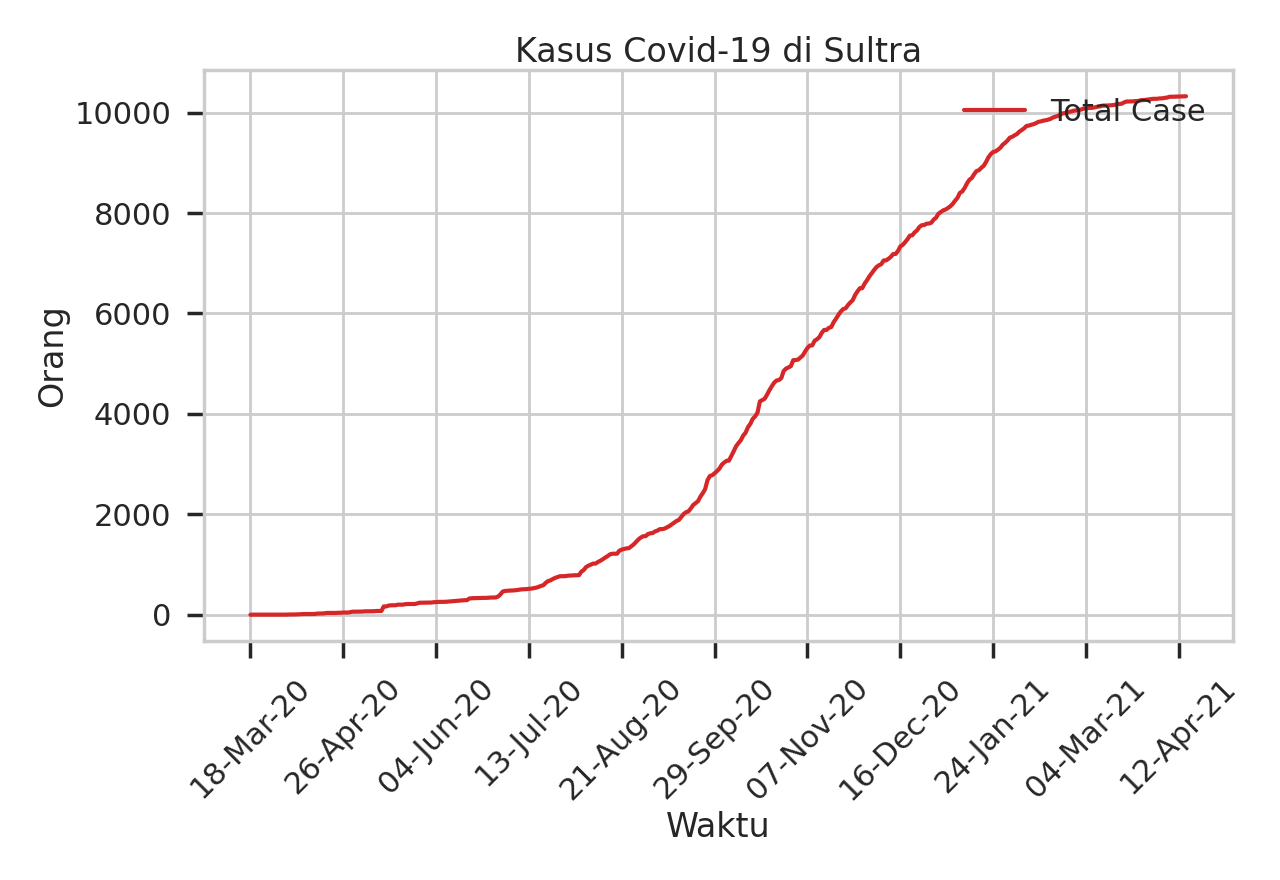 Kasus Covid-19 di Sultra
Total Case
10000
8000
6000
4000
2000
0
Orang
18-Mar-20
26-Apr-20
04-Jun-20
13-Jul-20
21-Aug-20
29-Sep-20
07-Nov-20
16-Dec-20
24-Jan-21
04-Mar-21
12-Apr-21
Waktu